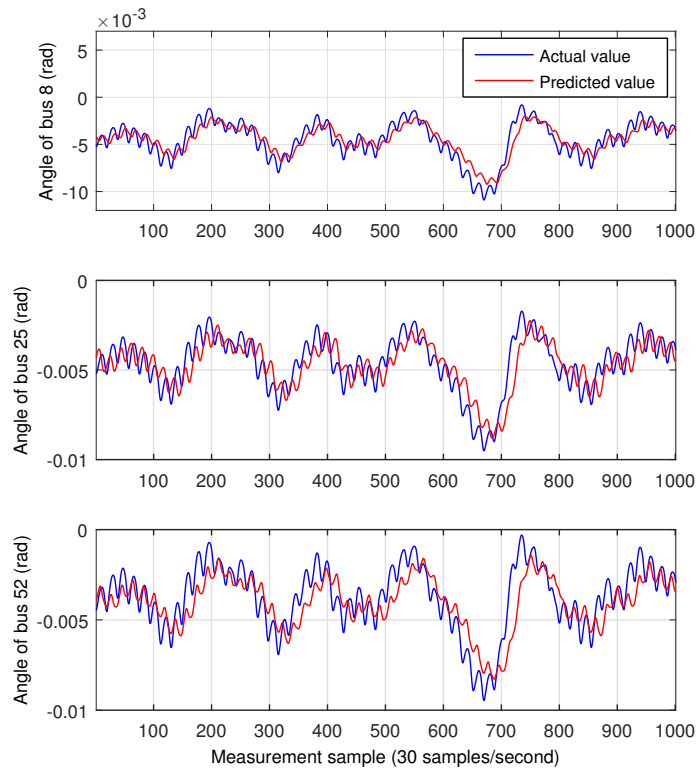 ×10⁻³
5
0
-5
-10
Angle of bus 8 (rad)
Actual value
Predicted value
100 200 300 400 500 600 700 800 900 1000
0
-0.005
-0.01
Angle of bus 25 (rad)
100 200 300 400 500 600 700 800 900 1000
0
-0.005
-0.01
Angle of bus 52 (rad)
100 200 300 400 500 600 700 800 900 1000
Measurement sample (30 samples/second)